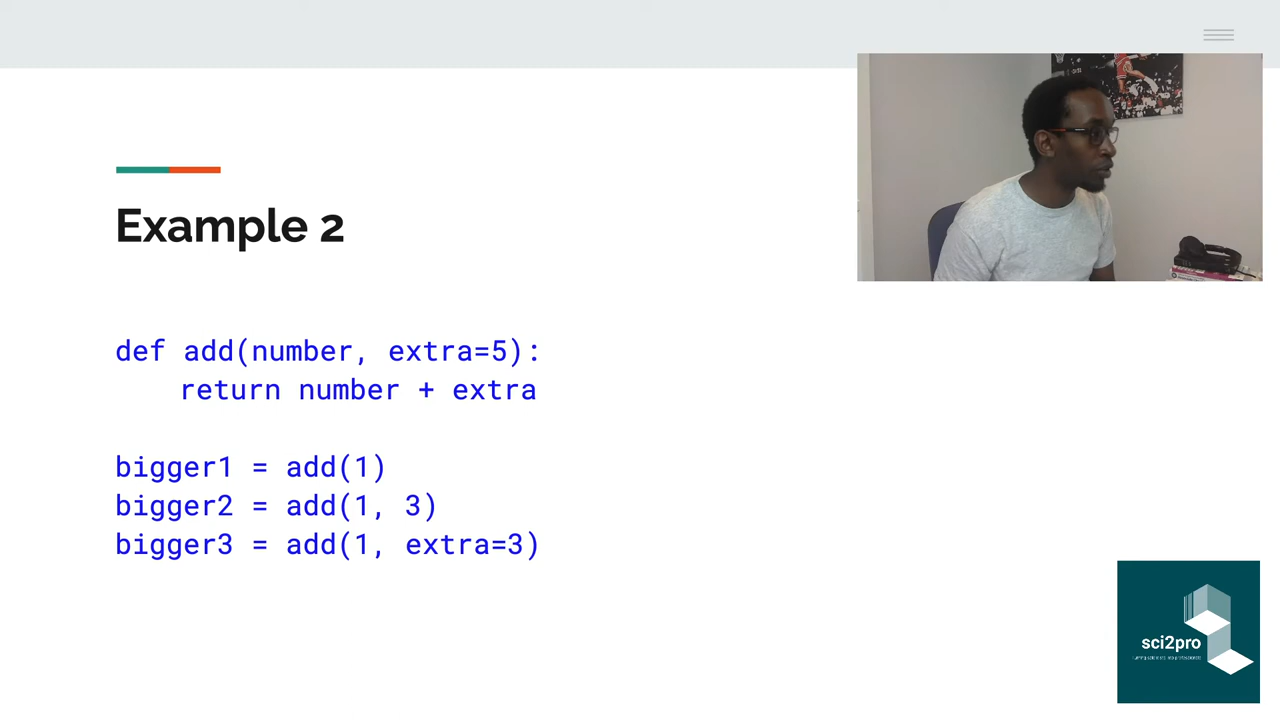 Example 2
def add(number, extra=5):
    return number + extra
bigger1 = add(1)
bigger2 = add(1, 3)
bigger3 = add(1, extra=3)
sci2pro